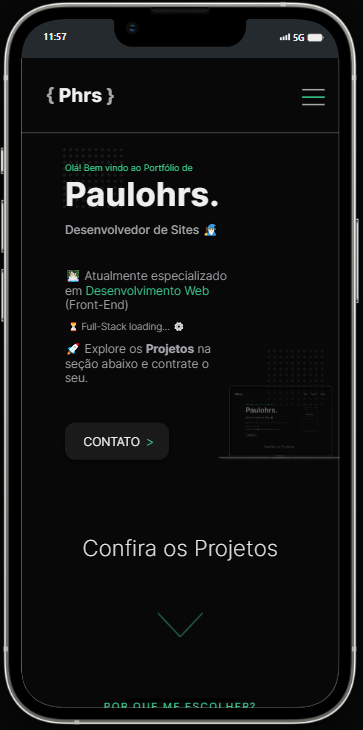 11:57
5G
{ Phrs }
Olá! Bem vindo ao Portfólio de
Paulohrs.
Desenvolvedor de Sites
Atualmente especializado
em Desenvolvimento Web
(Front-End)
Full-Stack loading...
Explore os Projetos na
seção abaixo e contrate o
seu.
Paulohrs.
CONTATO >
Confira os Projetos
POR QUE ME ESCOLHER?